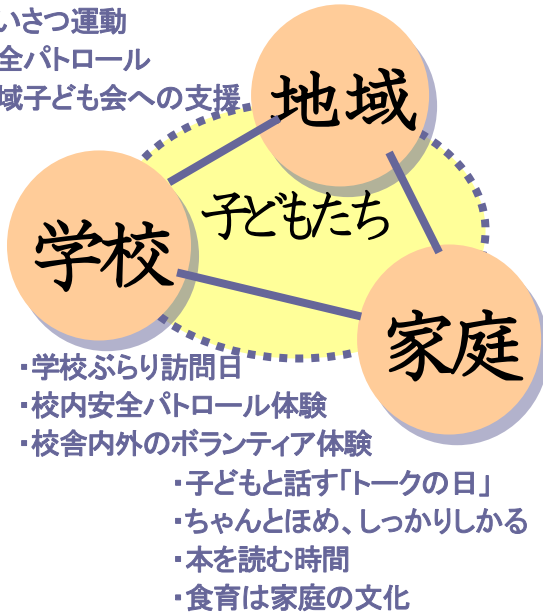 いさつ運動
全パトロール
域子ども会への支援
地域
子どもたち
学校
家庭
・学校ぶらり訪問日
・校内安全パトロール体験
・校舎内外のボランティア体験
・子どもと話す「トークの日」
・ちゃんとほめ、しっかりしかる
・本を読む時間
・食育は家庭の文化